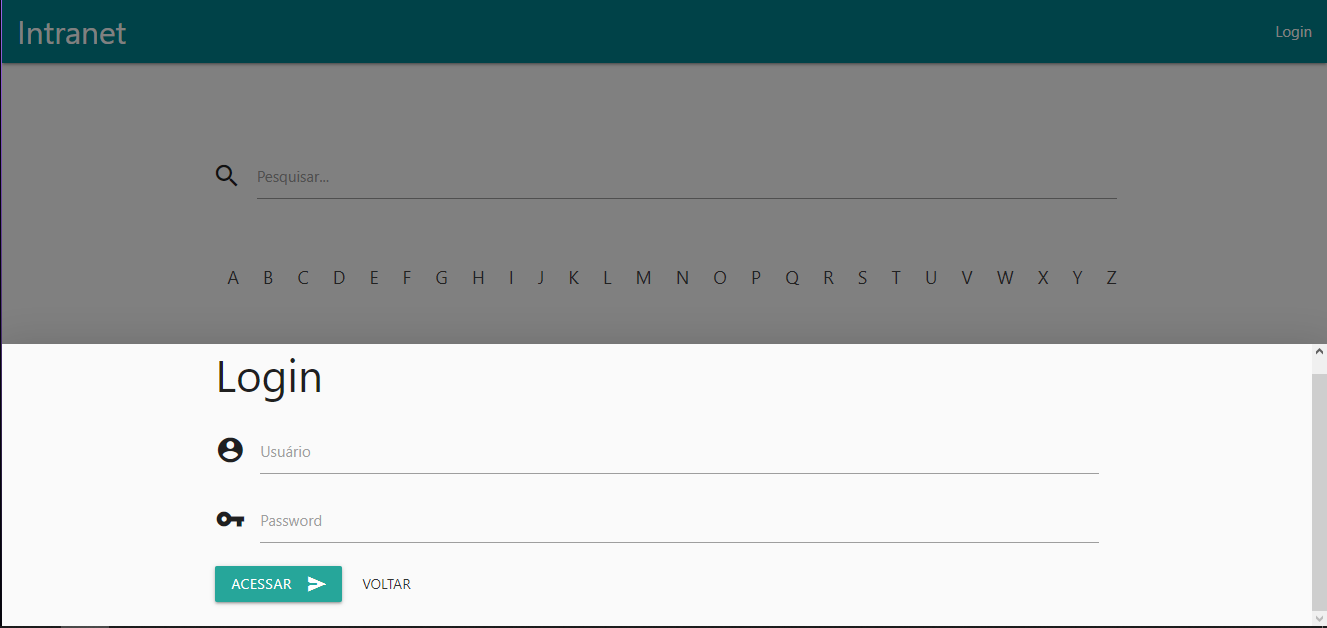 Intranet
Login
Pesquisar...
A B C D E F G H I J K L M N O P Q R S T U V W X Y Z
Login
Usuário
Password
ACESSAR VOLTAR